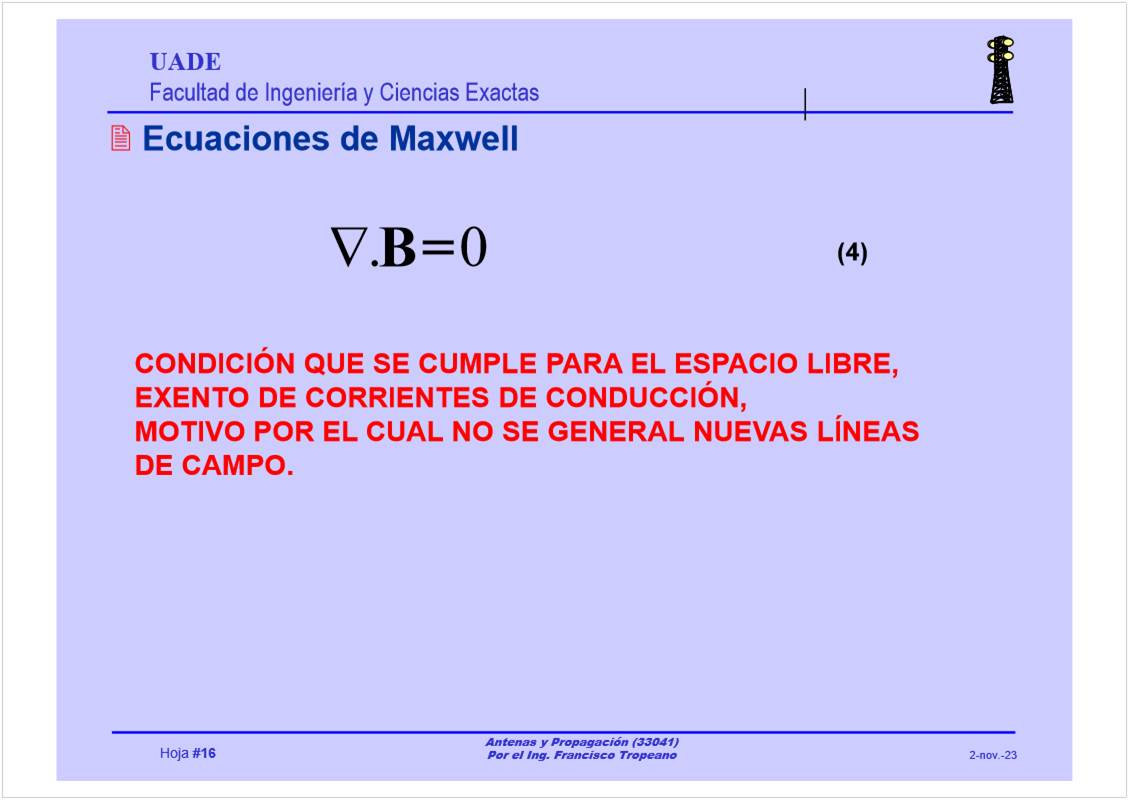 UADE
Facultad de Ingeniería y Ciencias Exactas
Ecuaciones de Maxwell
∇.B=0
(4)
CONDICIÓN QUE SE CUMPLE PARA EL ESPACIO LIBRE,
EXENTO DE CORRIENTES DE CONDUCCIÓN,
MOTIVO POR EL CUAL NO SE GENERAL NUEVAS LÍNEAS
DE CAMPO.
Hoja #16
Antenas y Propagación (33041)
Por el Ing. Francisco Tropeano
2-nov.-23